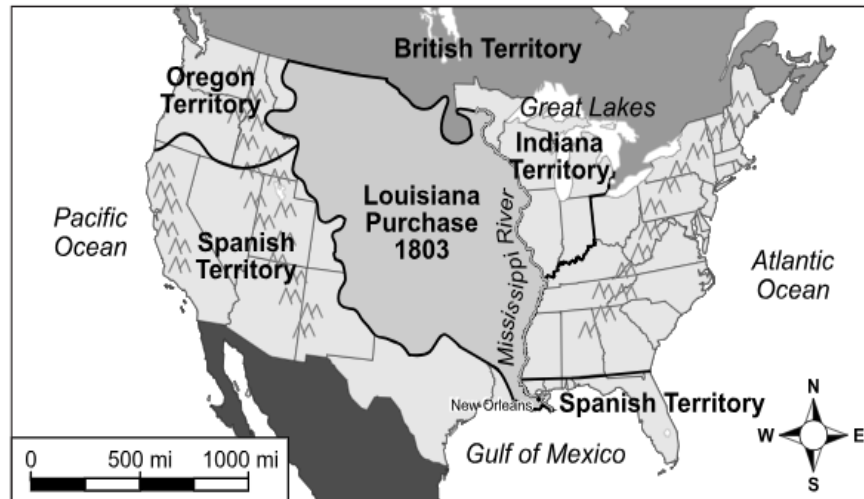 British Territory
Oregon
Territory
Great Lakes
Indiana
Territory
Louisiana
Purchase
1803
Mississippi River
Pacific
Ocean
Spanish
Territory
Atlantic
Ocean
New Orleans
Spanish Territory
Gulf of Mexico
N
W
E
S
0
500 mi
1000 mi